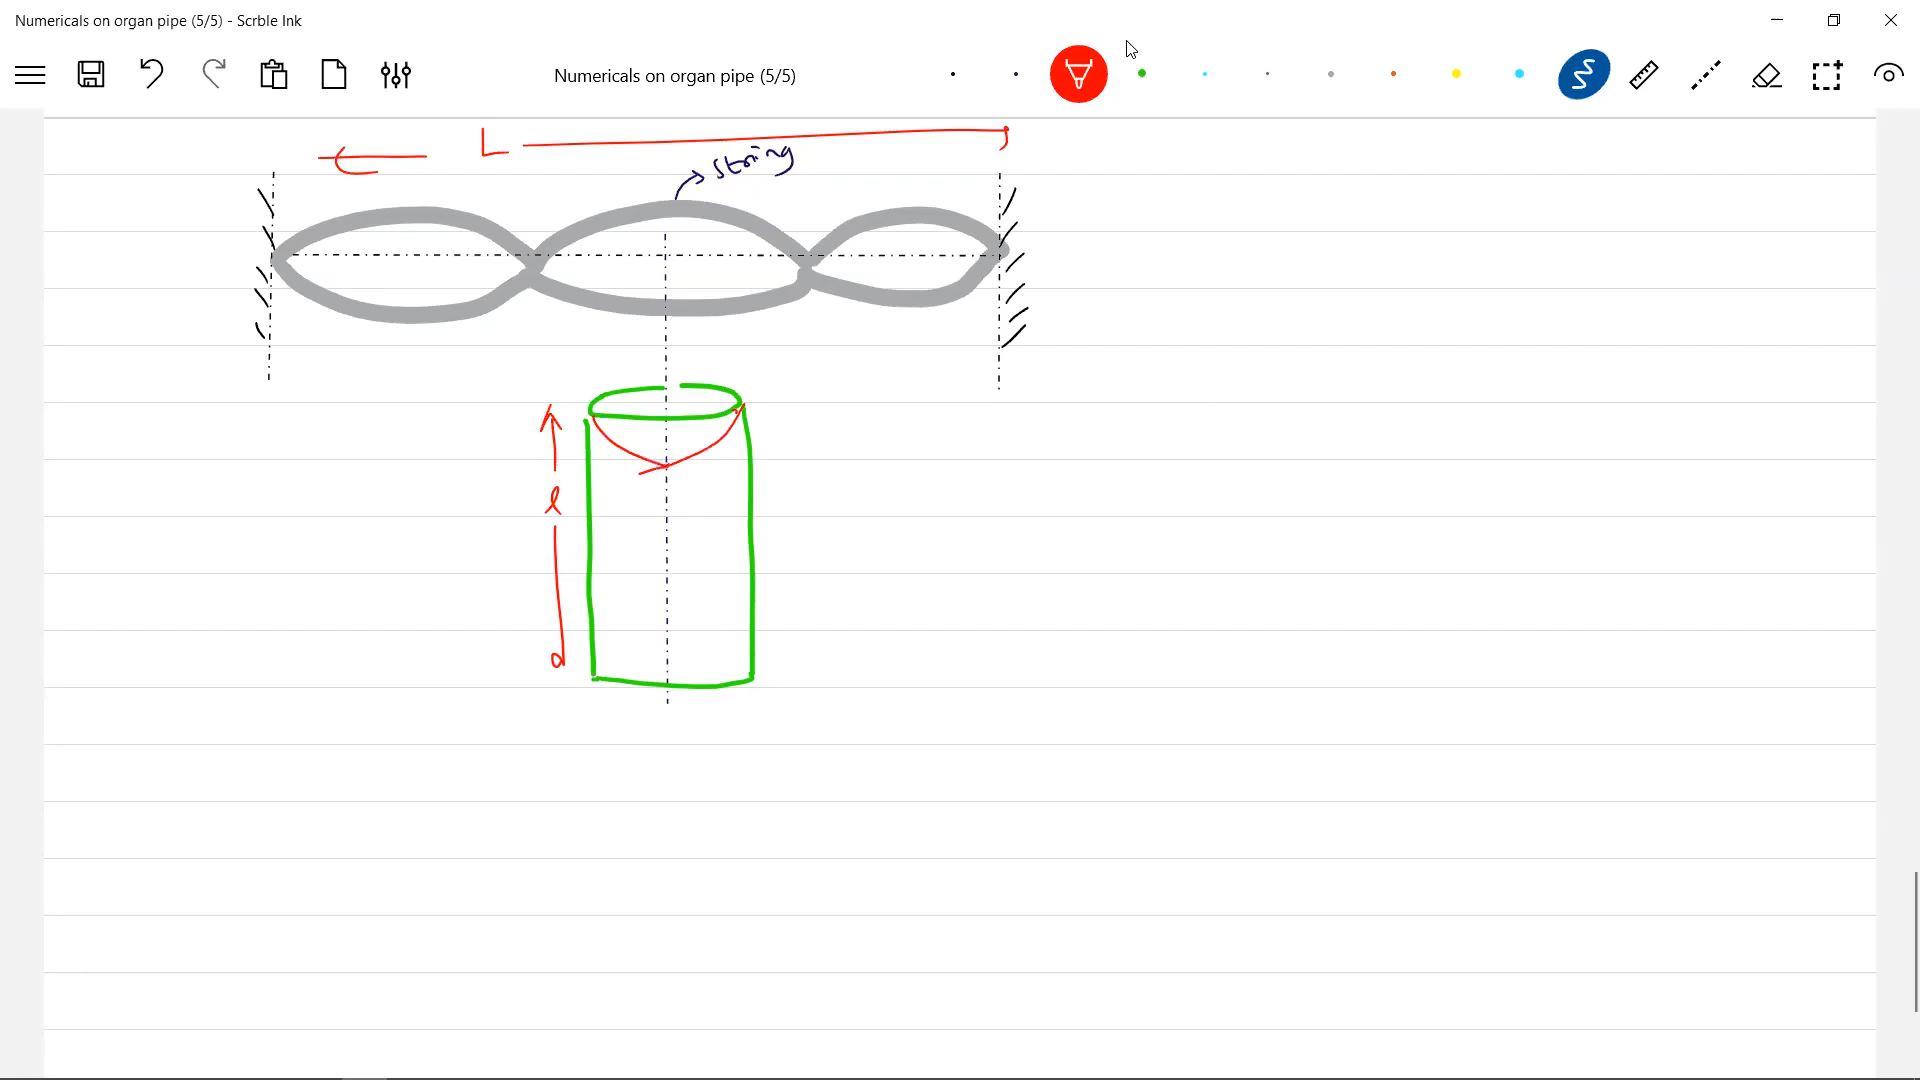 Numericals on organ pipe (5/5) - Scrble Ink
Numericals on organ pipe (5/5)
L
string
l